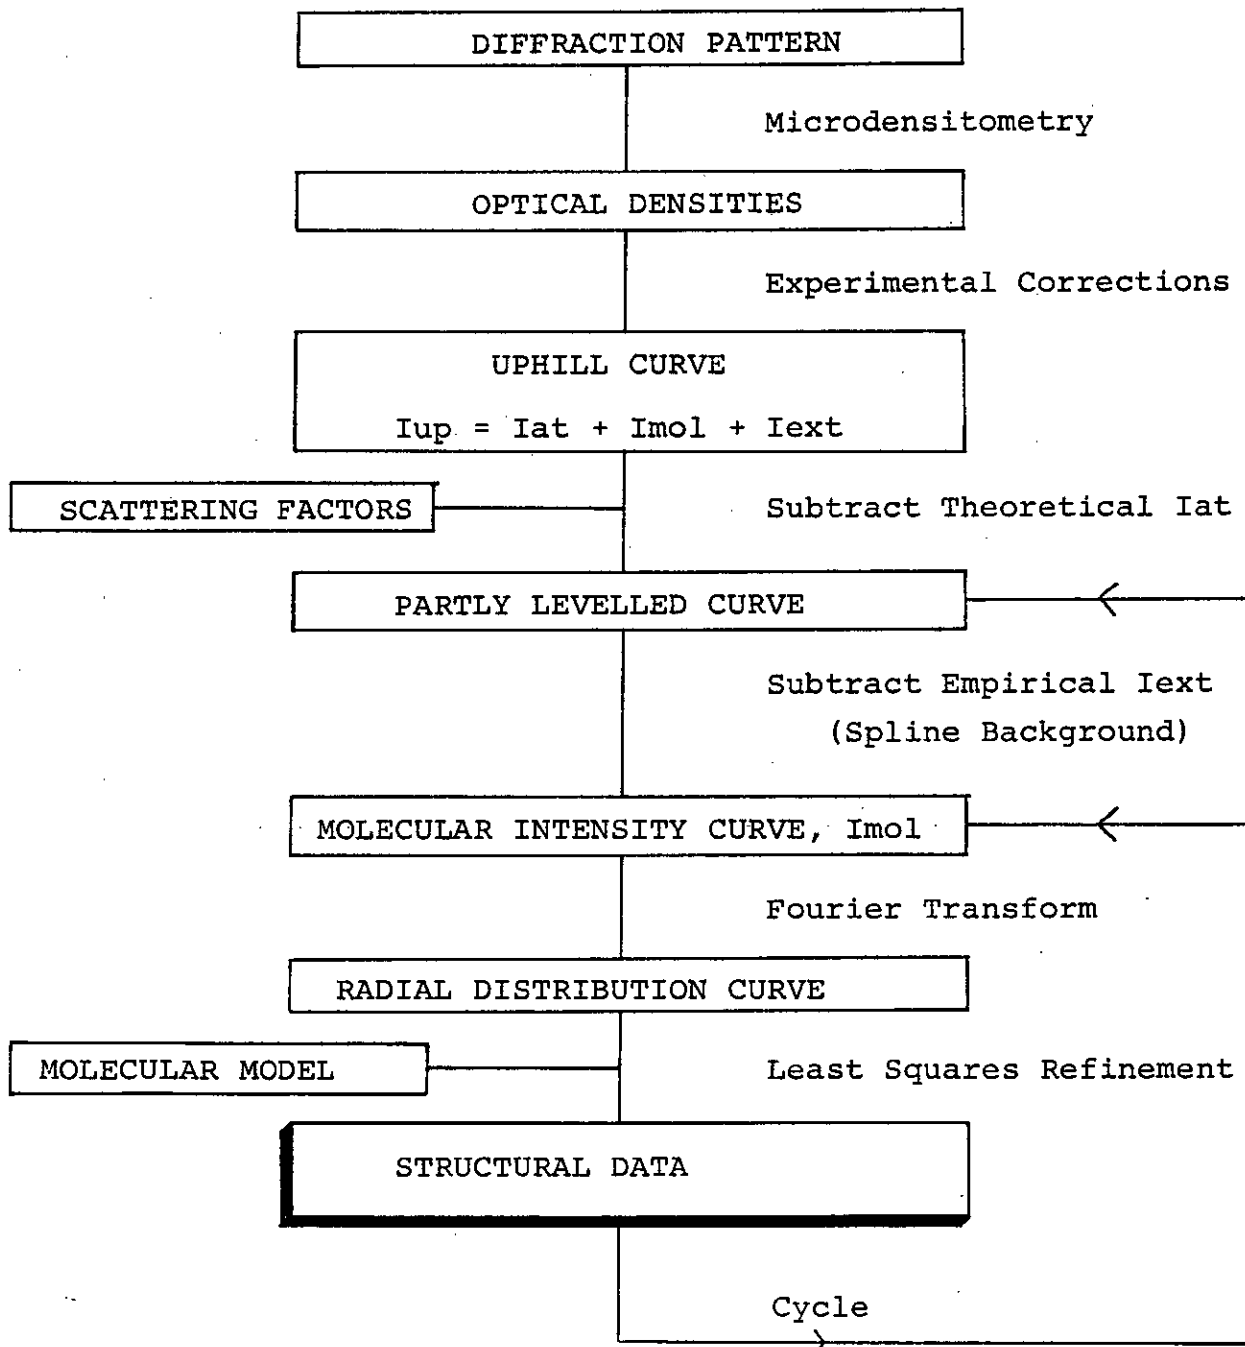 DIFFRACTION PATTERN
Microdensitometry
OPTICAL DENSITIES
Experimental Corrections
UPHILL CURVE
Iup = Iat + Imol + Iext
SCATTERING FACTORS
Subtract Theoretical Iat
PARTLY LEVELLED CURVE
Subtract Empirical Iext
(Spline Background)
MOLECULAR INTENSITY CURVE, Imol
Fourier Transform
RADIAL DISTRIBUTION CURVE
MOLECULAR MODEL
Least Squares Refinement
STRUCTURAL DATA
Cycle